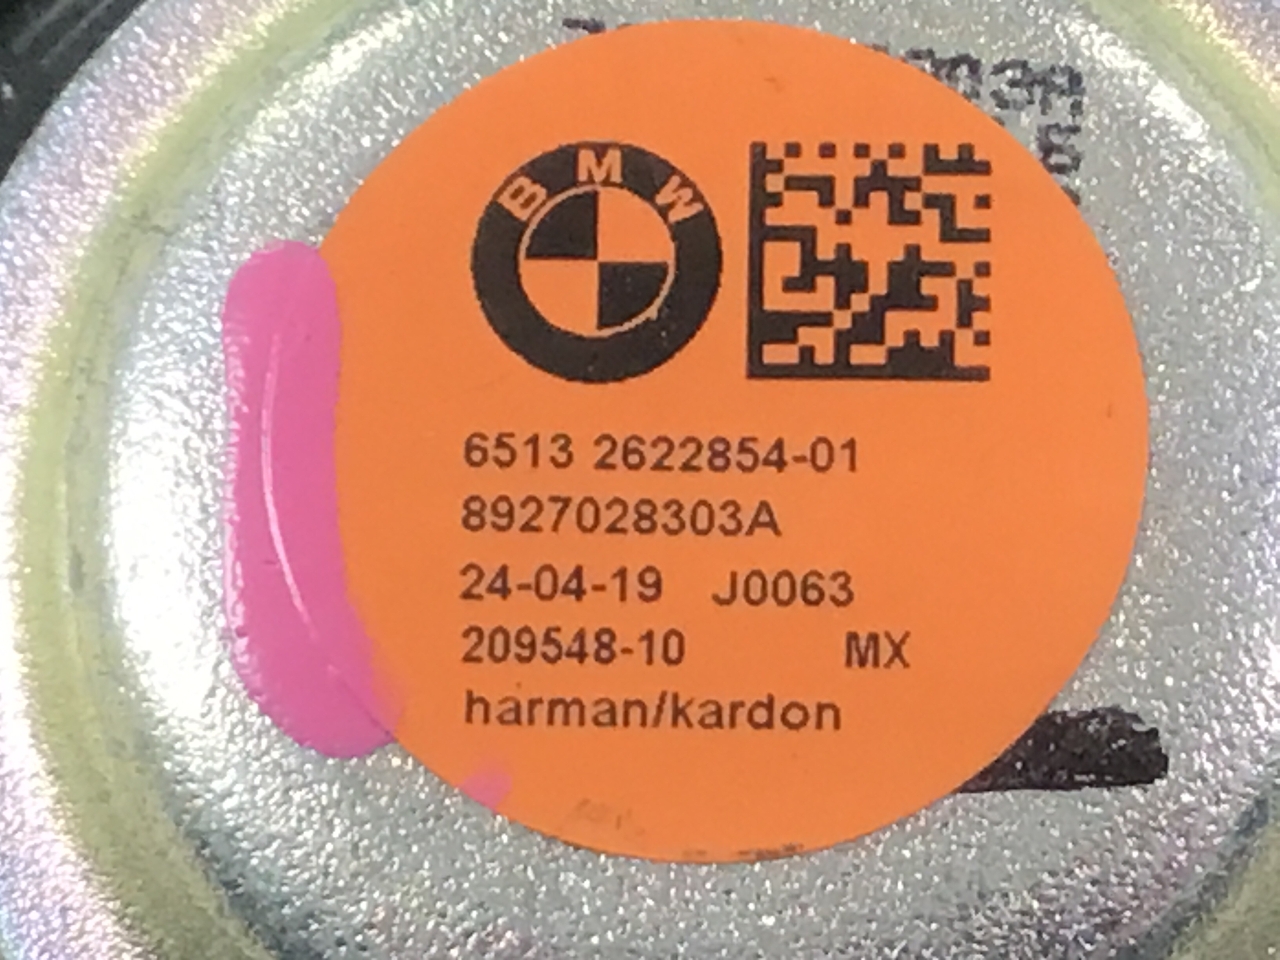 BMW
6513 2622854-01
8927028303A
24-04-19 J0063
209548-10 MX
harman/kardon